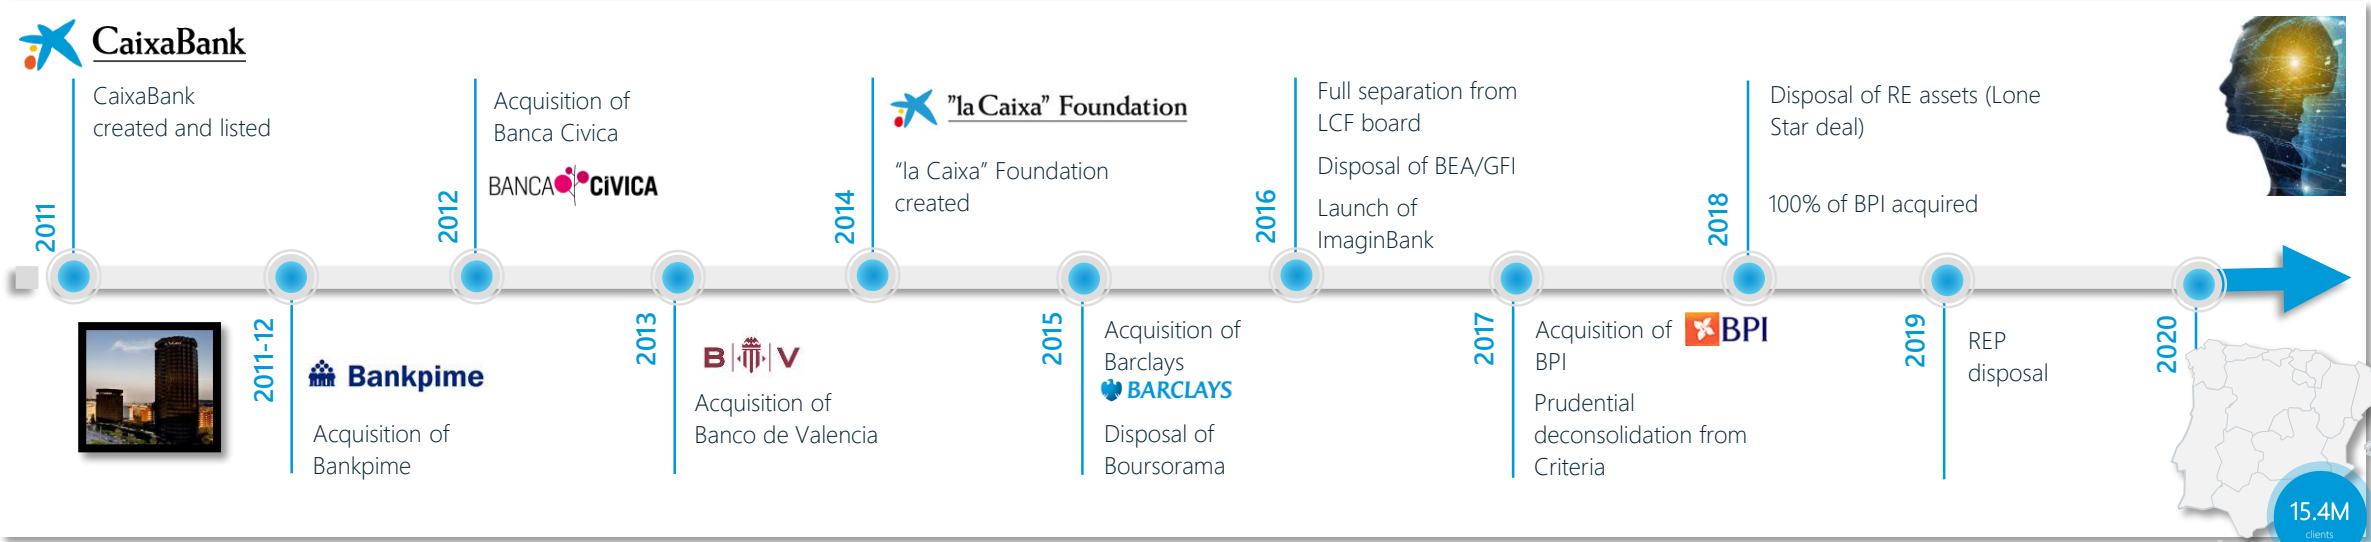 CaixaBank
CaixaBank
created and listed
2011
2011-12
Bankpime
Acquisition of
Bankpime
2012
Acquisition of
Banca Civica
BANCA CÍVICA
2013
B V
Acquisition of
Banco de Valencia
2014
"la Caixa" Foundation
“la Caixa” Foundation
created
2015
Acquisition of
Barclays
BARCLAYS
Disposal of
Boursorama
2016
Full separation from
LCF board
Disposal of BEA/GFI
Launch of
ImaginBank
2017
Acquisition of
BPI
BPI
Prudential
deconsolidation from
Criteria
2018
Disposal of RE assets (Lone
Star deal)
100% of BPI acquired
2019
REP
disposal
2020
15.4M
clients